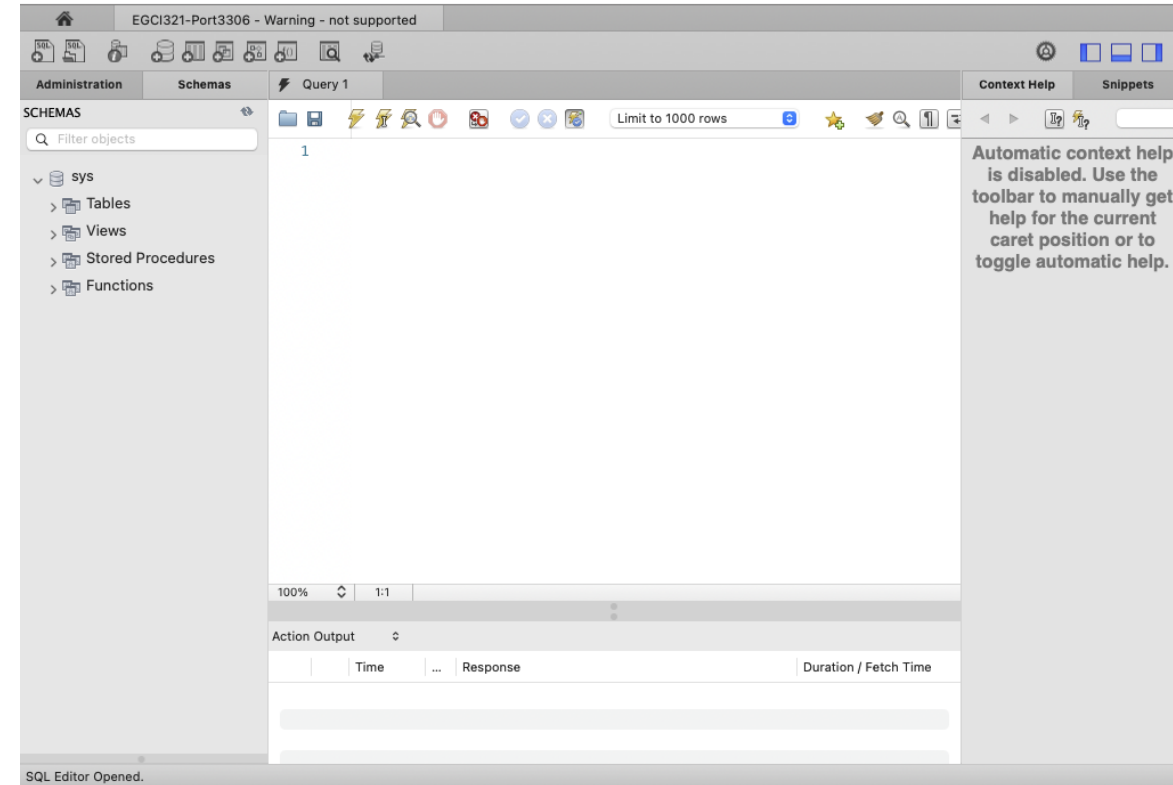 EGCI321-Port3306 - Warning - not supported
SQL SQL
Administration Schemas Query 1 Context Help Snippets
SCHEMAS
Limit to 1000 rows
Filter objects
1
sys
Tables
Views
Stored Procedures
Functions
Automatic context help
is disabled. Use the
toolbar to manually get
help for the current
caret position or to
toggle automatic help.
100% 1:1
Action Output
Time ... Response Duration / Fetch Time
SQL Editor Opened.